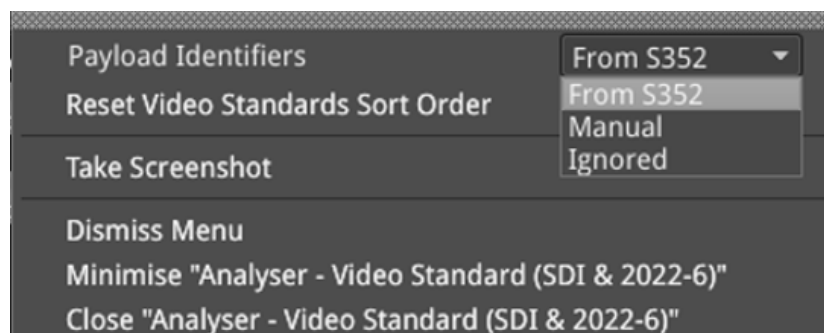 Payload Identifiers From S352
From S352
Reset Video Standards Sort Order
Manual
Ignored
Take Screenshot
Dismiss Menu
Minimise "Analyser - Video Standard (SDI & 2022-6)"
Close "Analyser - Video Standard (SDI & 2022-6)"